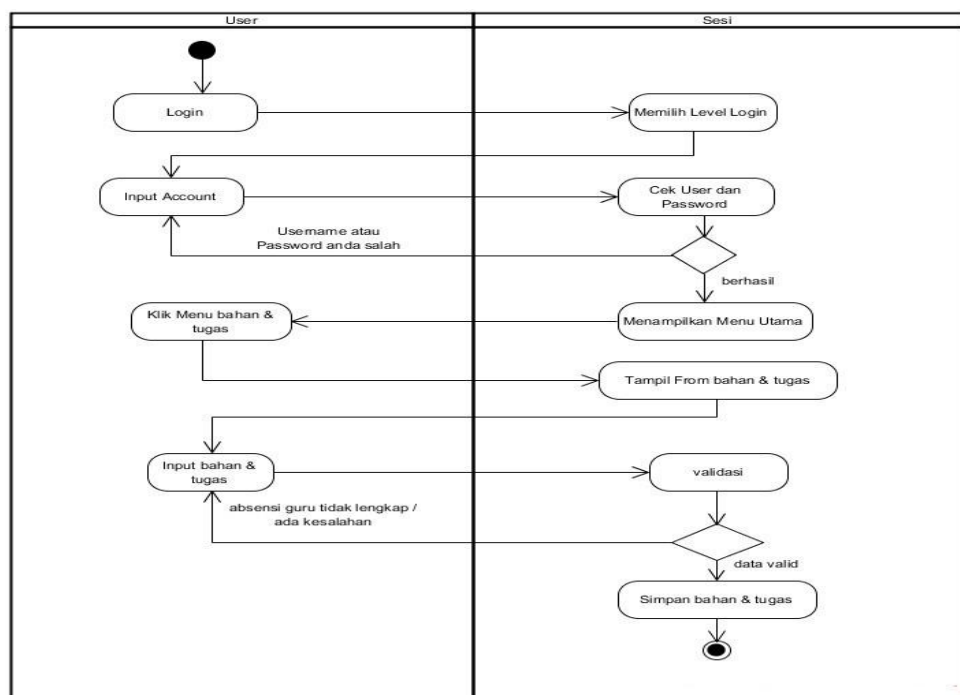 User
Sesi
Login
Memilih Level Login
Input Account
Cek User dan
Password
Username atau
Password anda salah
berhasil
Klik Menu bahan &
tugas
Menampilkan Menu Utama
Tampil From bahan & tugas
Input bahan &
tugas
validasi
absensi guru tidak lengkap /
ada kesalahan
data valid
Simpan bahan & tugas